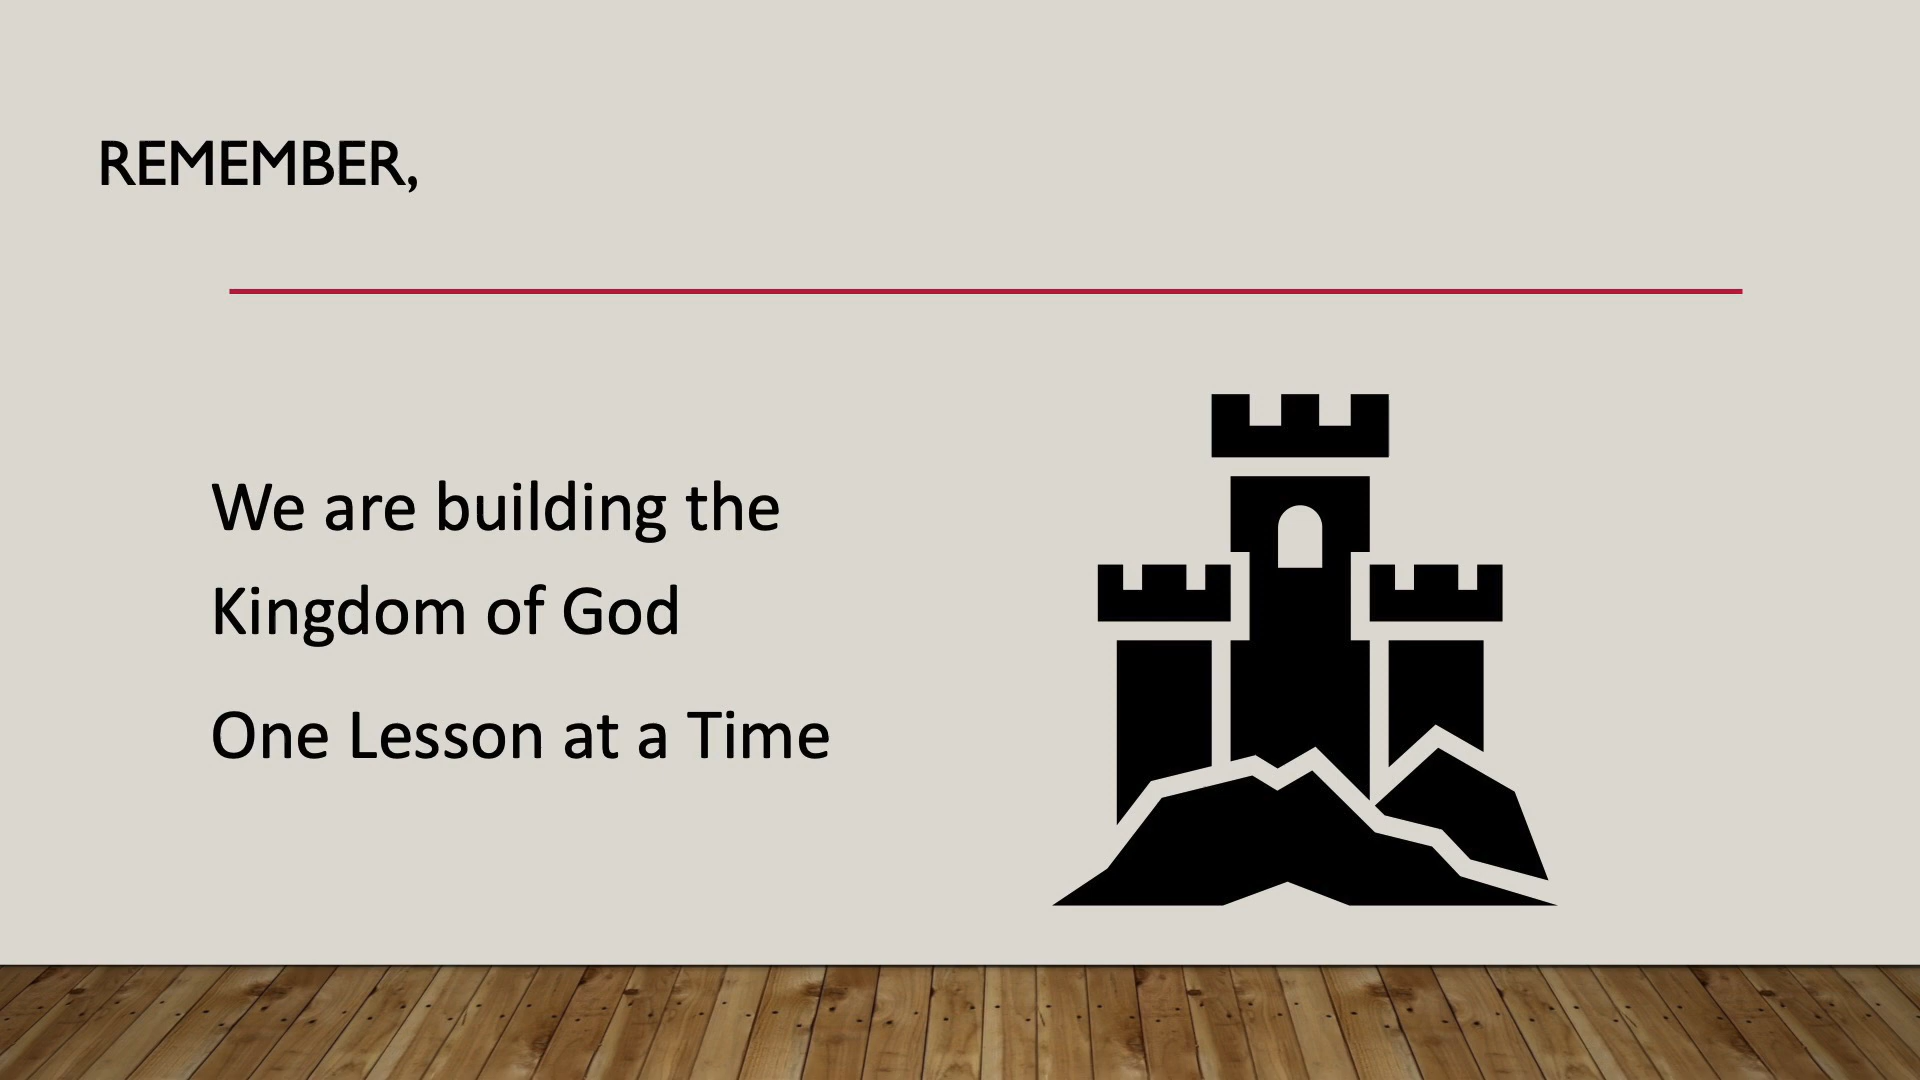 REMEMBER,
We are building the
Kingdom of God
One Lesson at a Time